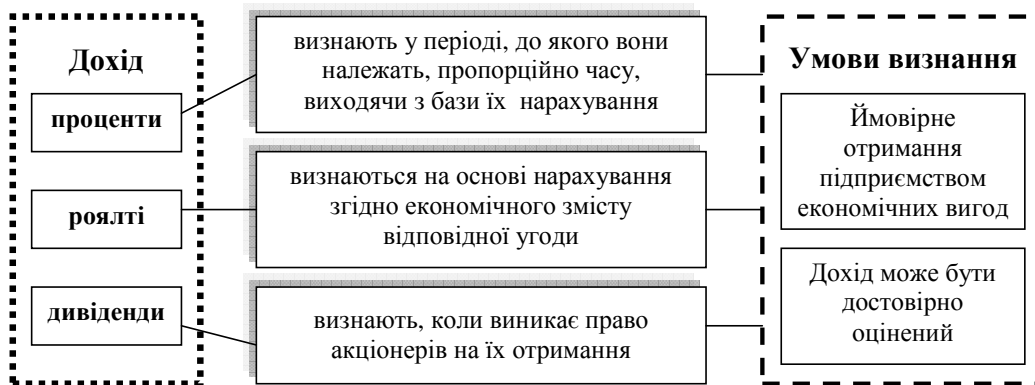 Дохід
проценти
роялті
дивіденди
визнають у періоді, до якого вони
належать, пропорційно часу,
виходячи з бази їх нарахування
визнаються на основі нарахування
згідно економічного змісту
відповідної угоди
визнають, коли виникає право
акціонерів на їх отримання
Умови визнання
Ймовірне
отримання
підприємством
економічних вигод
Дохід може бути
достовірно
оцінений